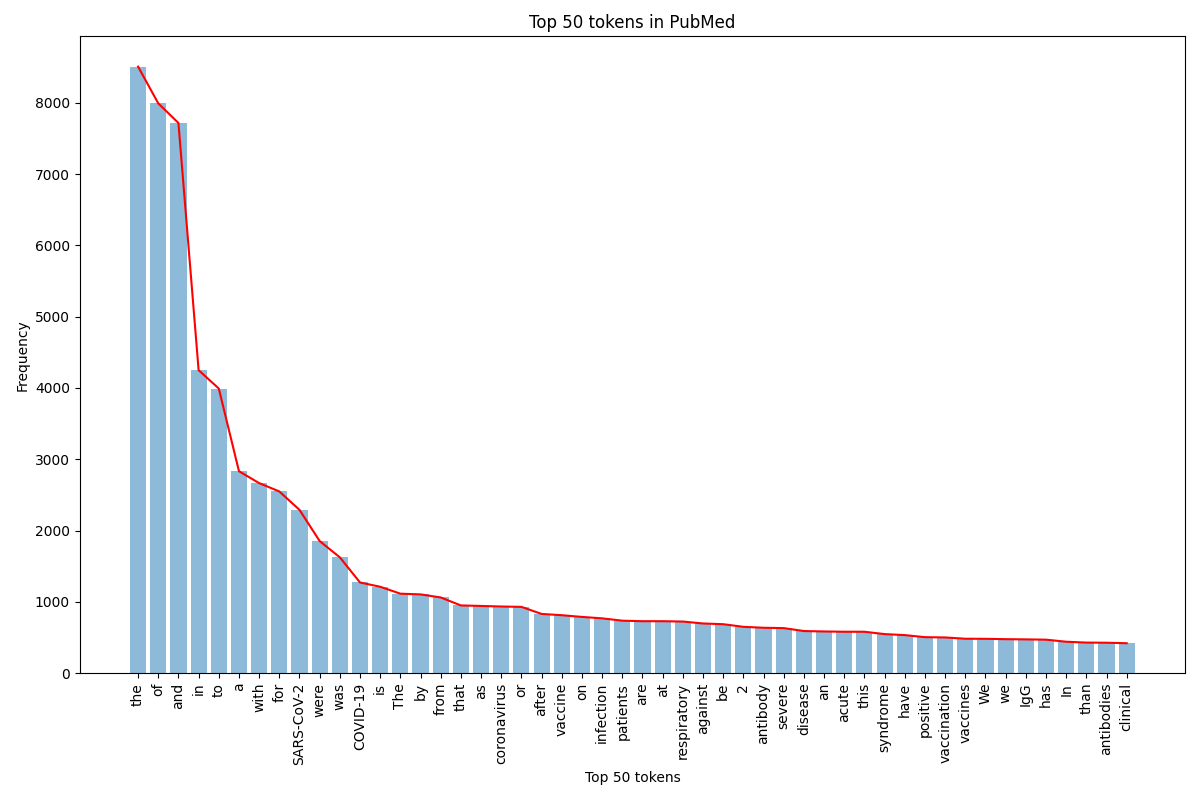 Top 50 tokens in PubMed
Frequency
8000
7000
6000
5000
4000
3000
2000
1000
0
the
of
and
in
to
a
with
for
SARS-CoV-2
were
was
COVID-19
is
The
by
from
that
as
coronavirus
or
after
vaccine
on
infection
patients
are
at
respiratory
against
be
2
antibody
severe
disease
an
acute
this
syndrome
have
positive
vaccination
vaccines
We
we
IgG
has
In
than
antibodies
clinical
Top 50 tokens